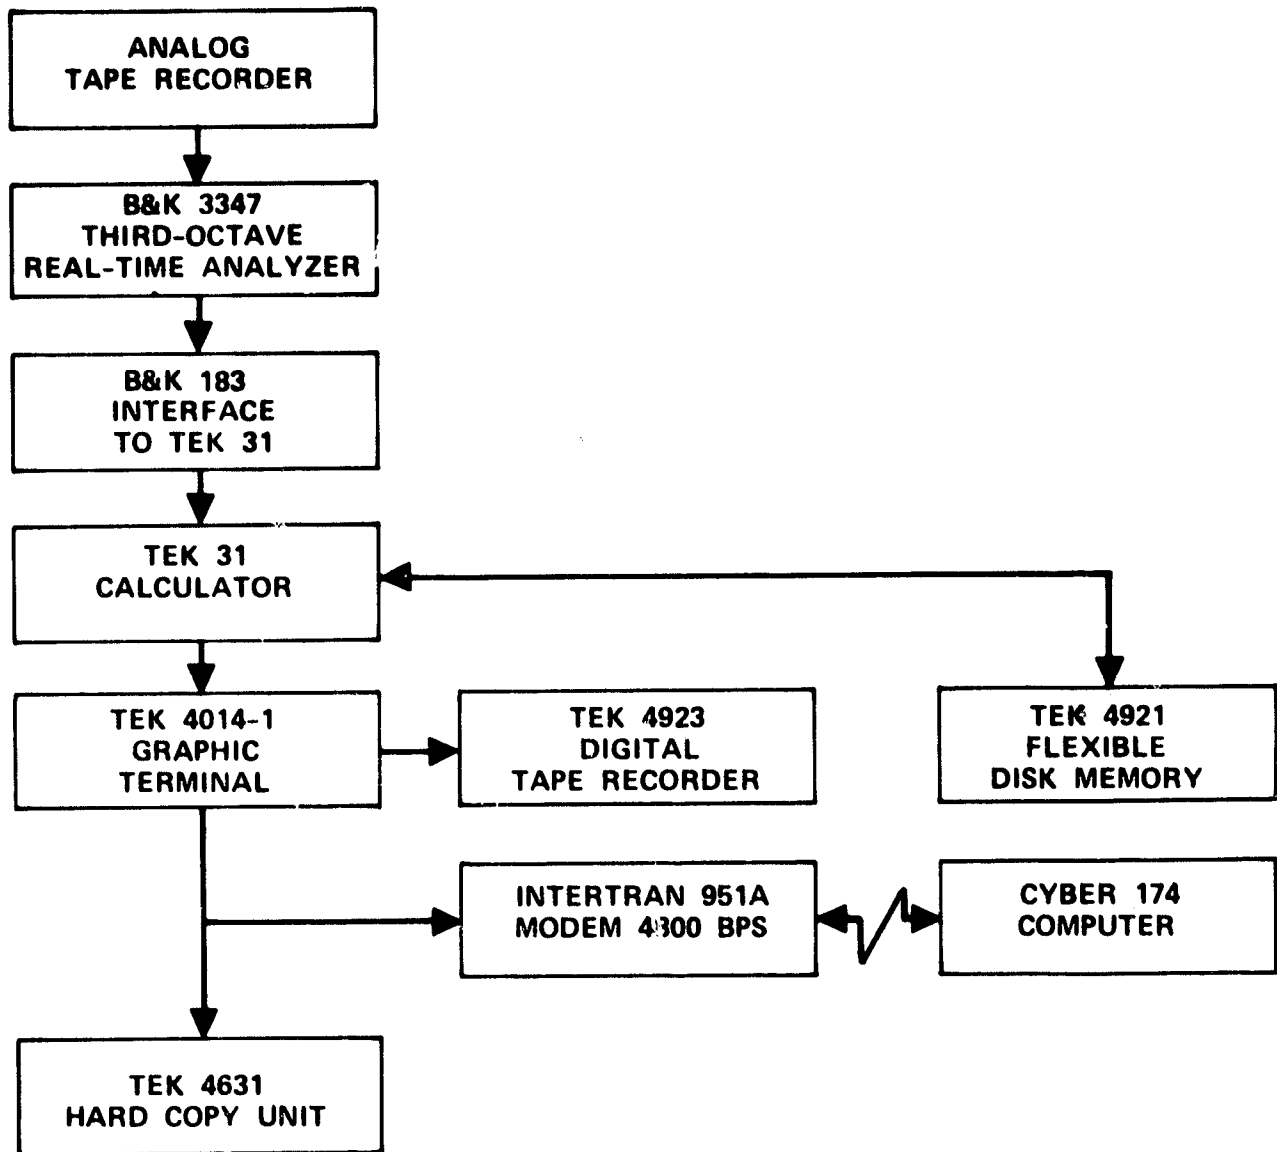 ANALOG
TAPE RECORDER
B&K 3347
THIRD-OCTAVE
REAL-TIME ANALYZER
B&K 183
INTERFACE
TO TEK 31
TEK 31
CALCULATOR
TEK 4014-1
GRAPHIC
TERMINAL
TEK 4923
DIGITAL
TAPE RECORDER
TEK 4921
FLEXIBLE
DISK MEMORY
INTERTRAN 951A
MODEM BPS
CYBER 174
COMPUTER
TEK 4631
HARD COPY UNIT